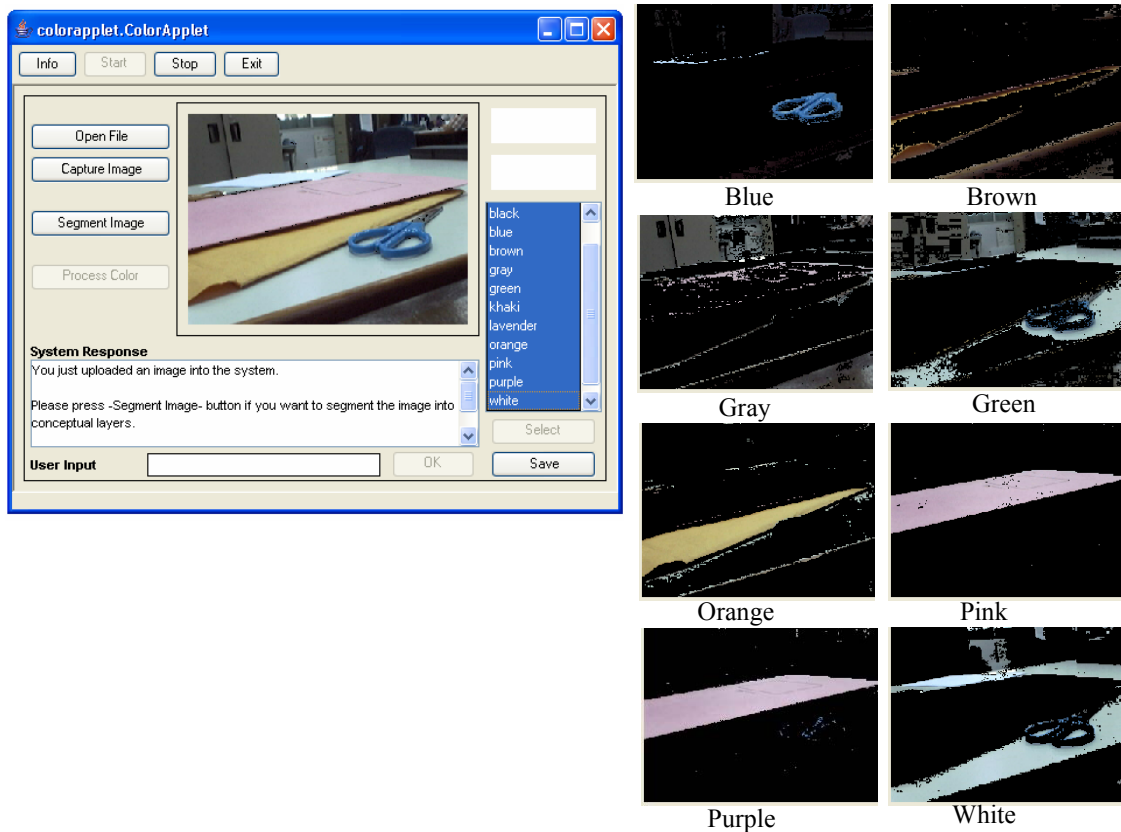 colorapplet.ColorApplet
Info Start Stop Exit
Open File
Capture Image
Segment Image
Process Color
black
blue
brown
gray
green
khaki
lavender
orange
pink
purple
white
System Response
You just uploaded an image into the system.
Please press -Segment Image- button if you want to segment the image into
conceptual layers.
Select
User Input OK Save
Blue Brown
Gray Green
Orange Pink
Purple White